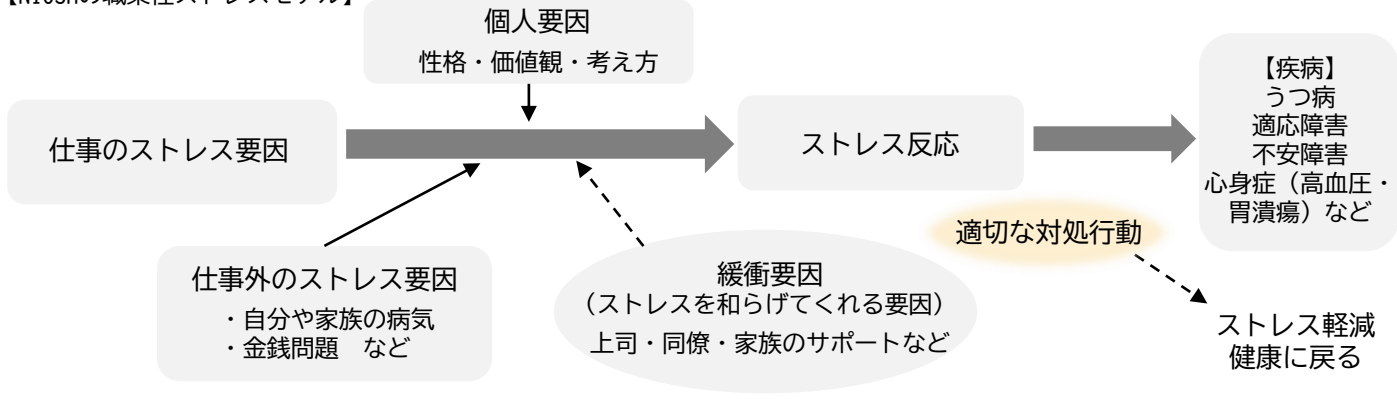 【NIOSHの職業性ストレスモデル】
個人要因
性格・価値観・考え方
仕事のストレス要因
ストレス反応
【疾病】
うつ病
適応障害
不安障害
心身症（高血圧・
胃潰瘍）など
仕事外のストレス要因
・自分や家族の病気
・金銭問題　など
緩衝要因
（ストレスを和らげてくれる要因）
上司・同僚・家族のサポートなど
適切な対処行動
ストレス軽減
健康に戻る